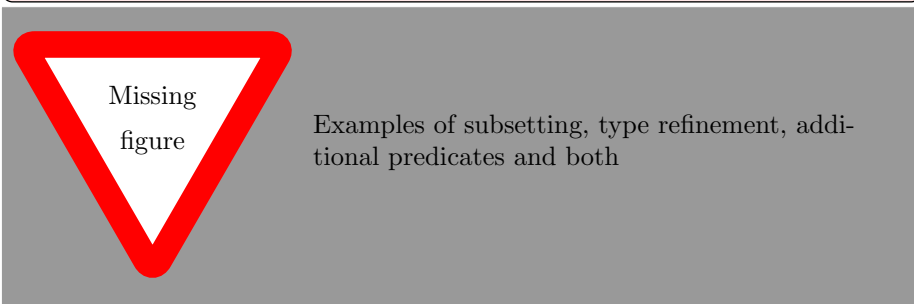 Missing
figure
Examples of subsetting, type refinement, addi-
tional predicates and both